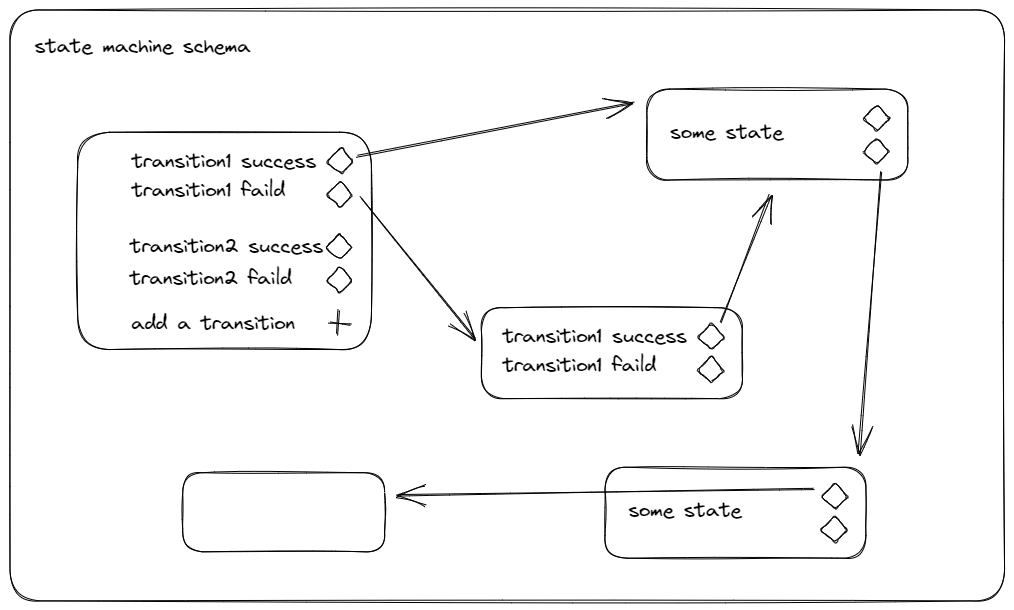 state machine schema
transition1 success
transition1 faild
transition2 success
transition2 faild
add a transition
some state
transition1 success
transition1 faild
some state